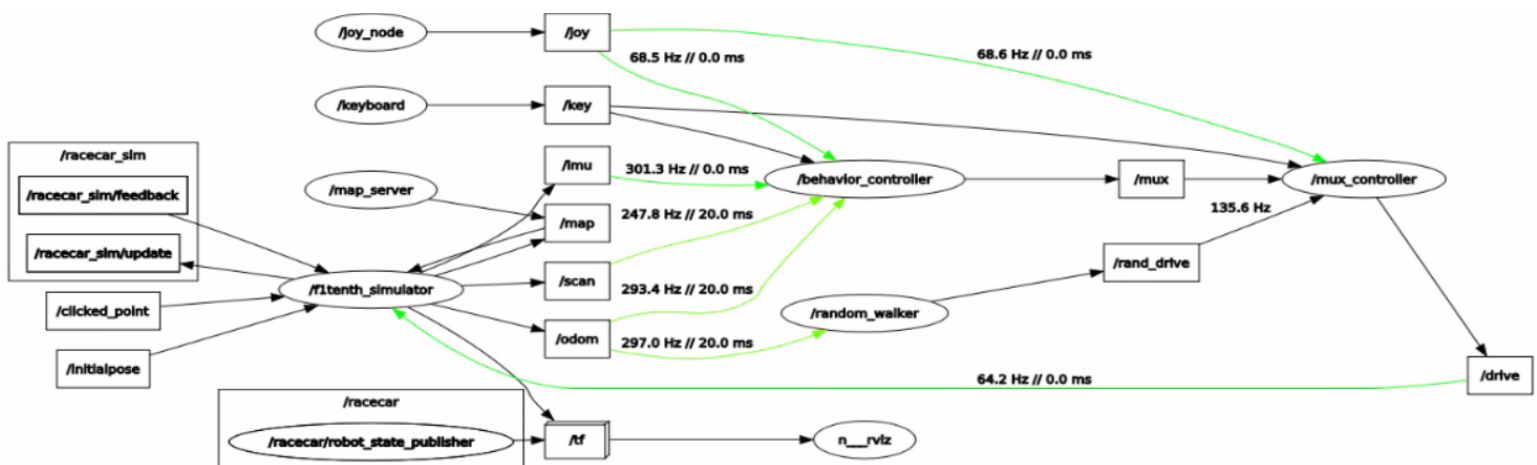 /joy_node
/joy
68.5 Hz // 0.0 ms
68.6 Hz // 0.0 ms
/keyboard
/key
/racecar_sim
/racecar_sim/feedback
/racecar_sim/update
/map_server
/imu
301.3 Hz // 0.0 ms
/behavior_controller
/mux
/mux_controller
/map
247.8 Hz // 20.0 ms
135.6 Hz
/f1tenth_simulator
/scan
293.4 Hz // 20.0 ms
/rand_drive
/clicked_point
/random_walker
/odom
297.0 Hz // 20.0 ms
/initialpose
64.2 Hz // 0.0 ms
/drive
/racecar
/racecar/robot_state_publisher
/tf
n__rviz